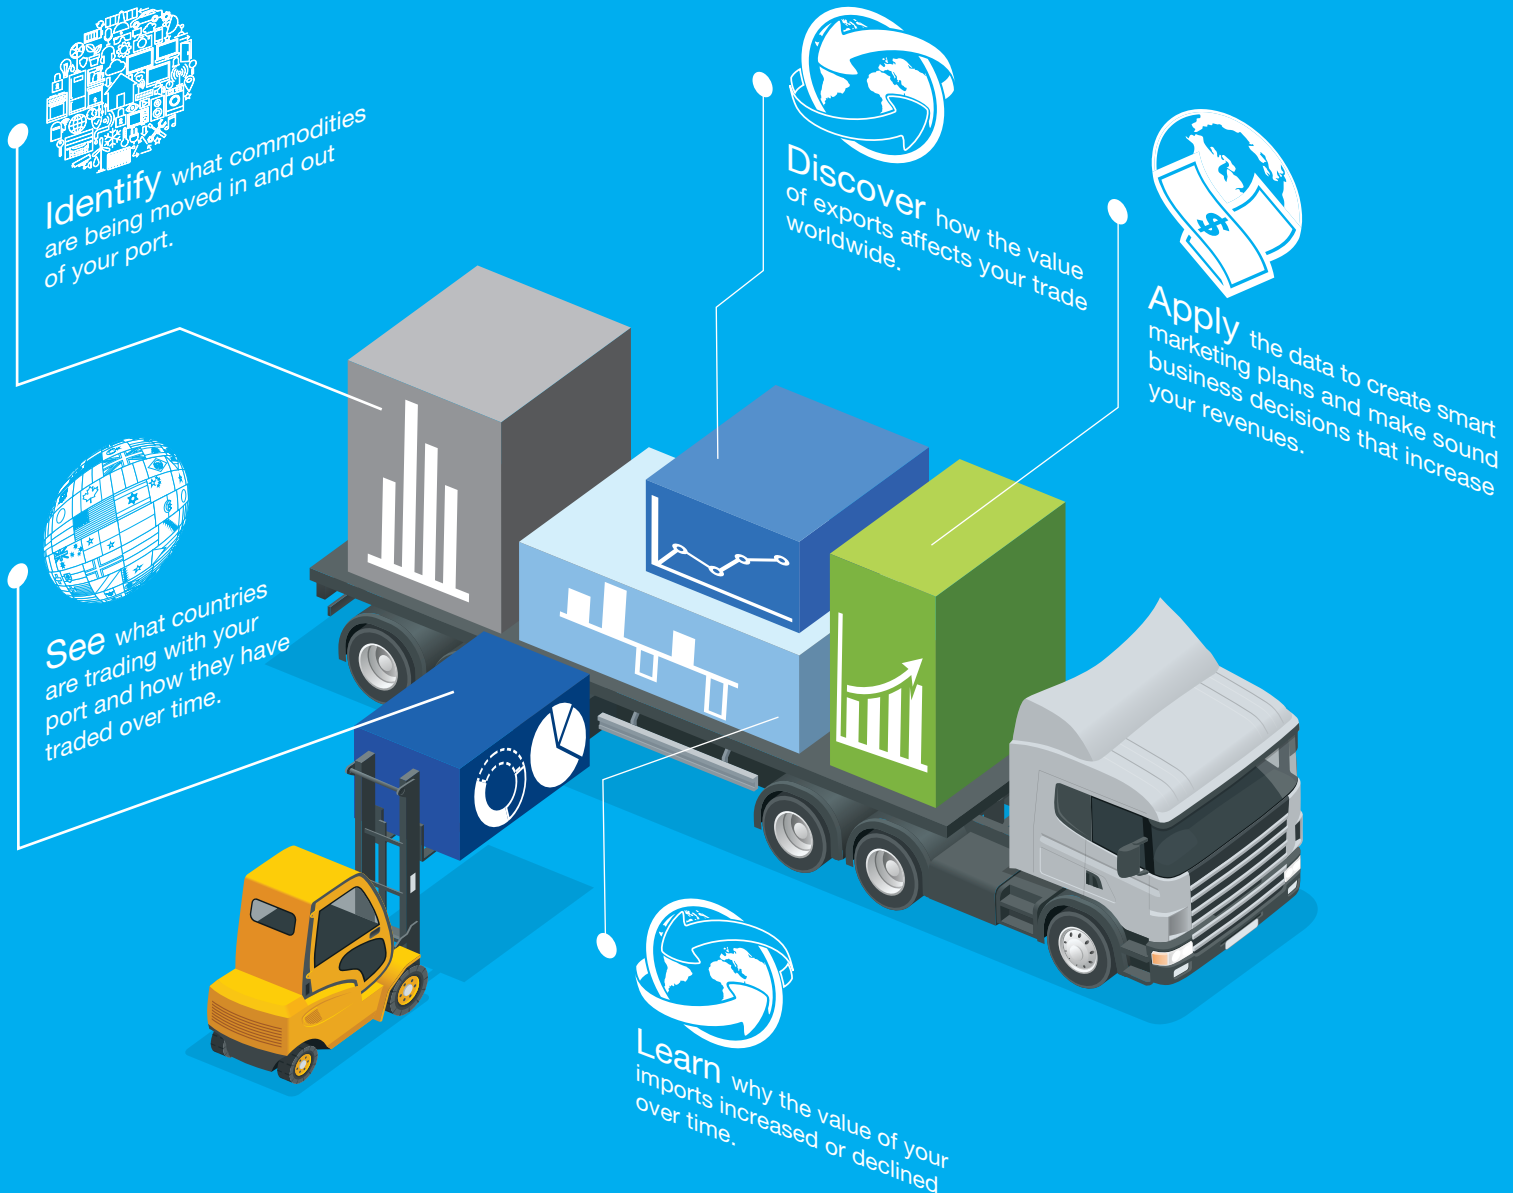 Identify what commodities
are being moved in and out
of your port.
Discover how the value
of exports affects your trade
worldwide.
$
Apply the data to create smart
marketing plans and make sound
business decisions that increase
your revenues.
See what countries
are trading with your
port and how they have
traded over time.
Learn why the value of your
imports increased or declined
over time.